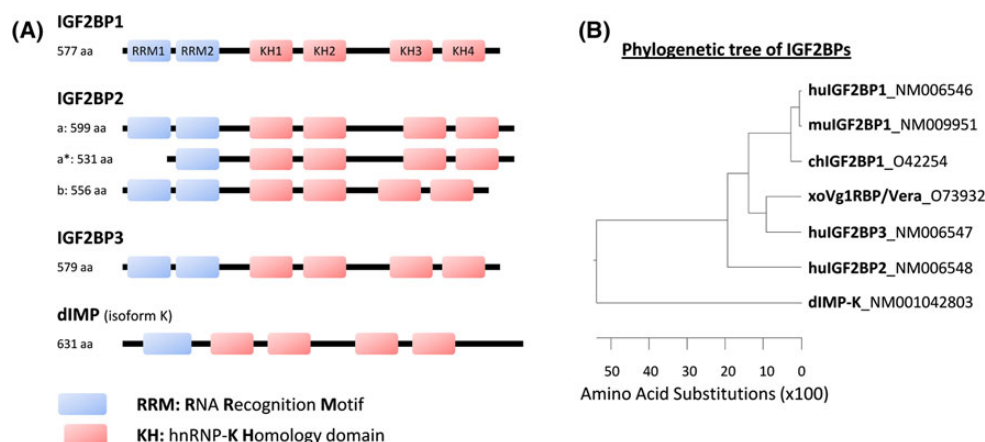 (A)
IGF2BP1
577 aa
RRM1 RRM2 KH1 KH2 KH3 KH4
IGF2BP2
a: 599 aa
a*: 531 aa
b: 556 aa
IGF2BP3
579 aa
dIMP (isoform K)
631 aa
RRM: RNA Recognition Motif
KH: hnRNP-K Homology domain
(B)
Phylogenetic tree of IGF2BPs
huIGF2BP1_NM006546
muIGF2BP1_NM009951
chIGF2BP1_O42254
xoVg1RBP/Vera_O73932
huIGF2BP3_NM006547
huIGF2BP2_NM006548
dIMP-K_NM001042803
50 40 30 20 10 0
Amino Acid Substitutions (x100)